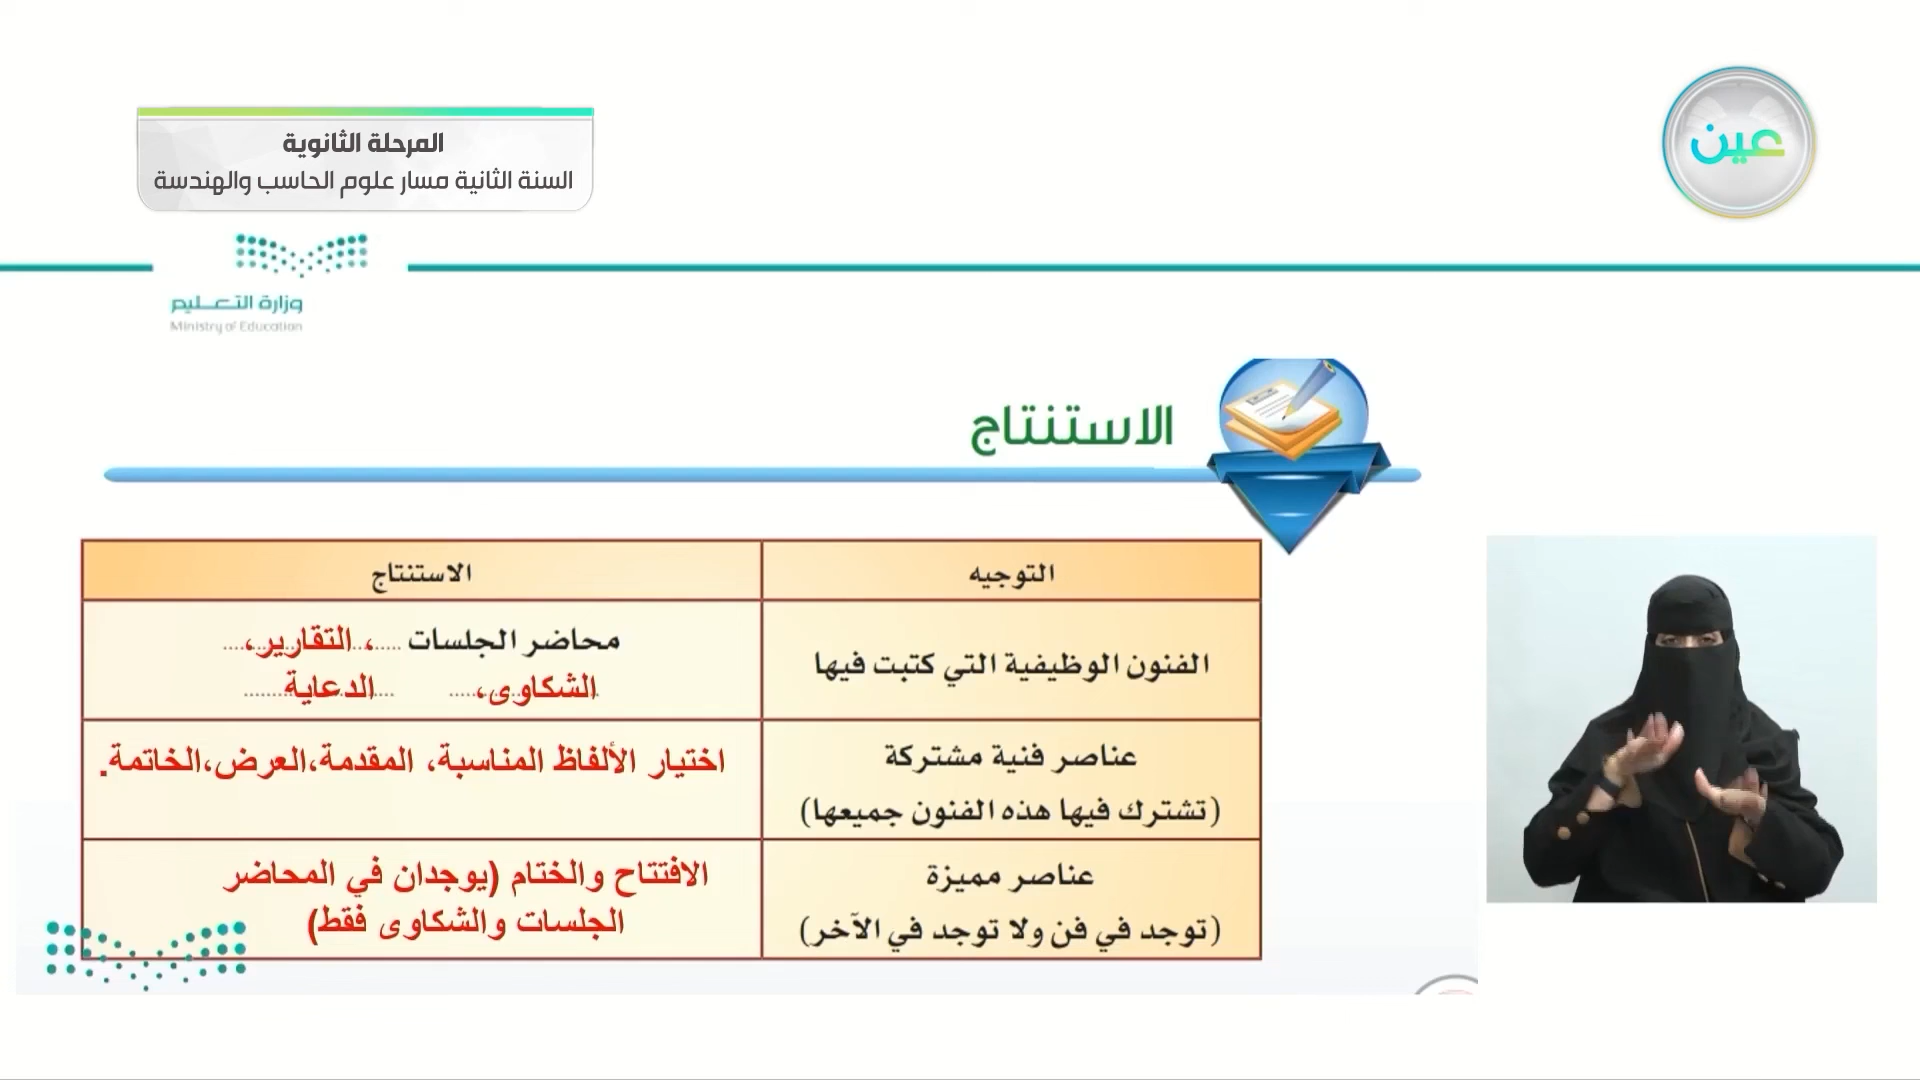 المرحلة الثانوية
السنة الثانية مسار علوم الحاسب والهندسة
عين
وزارة التعليم
Ministry of Education
الاستنتاج
التوجيه
الاستنتاج
الفنون الوظيفية التي كتبت فيها
محاضر الجلسات .....، التقارير،....
الشكاوى، الدعاية
عناصر فنية مشتركة
(تشترك فيها هذه الفنون جميعها)
اختيار الألفاظ المناسبة، المقدمة،العرض،الخاتمة.
عناصر مميزة
(توجد في فن ولا توجد في الآخر)
الافتتاح والختام (يوجدان في المحاضر
الجلسات والشكاوى فقط)